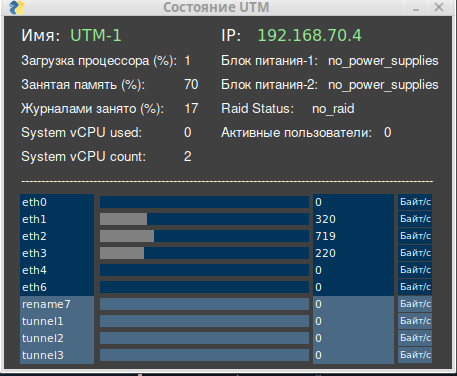 Состояние UTM
Имя: UTM-1 IP: 192.168.70.4
Загрузка процессора (%): 1 Блок питания-1: no_power_supplies
Занятая память (%): 70 Блок питания-2: no_power_supplies
Журналами занято (%): 17 Raid Status: no_raid
System vCPU used: 0 Активные пользователи: 0
System vCPU count: 2
eth0 0 Байт/с
eth1 320 Байт/с
eth2 719 Байт/с
eth3 220 Байт/с
eth4 0 Байт/с
eth6 0 Байт/с
rename7 0 Байт/с
tunnel1 0 Байт/с
tunnel2 0 Байт/с
tunnel3 0 Байт/с